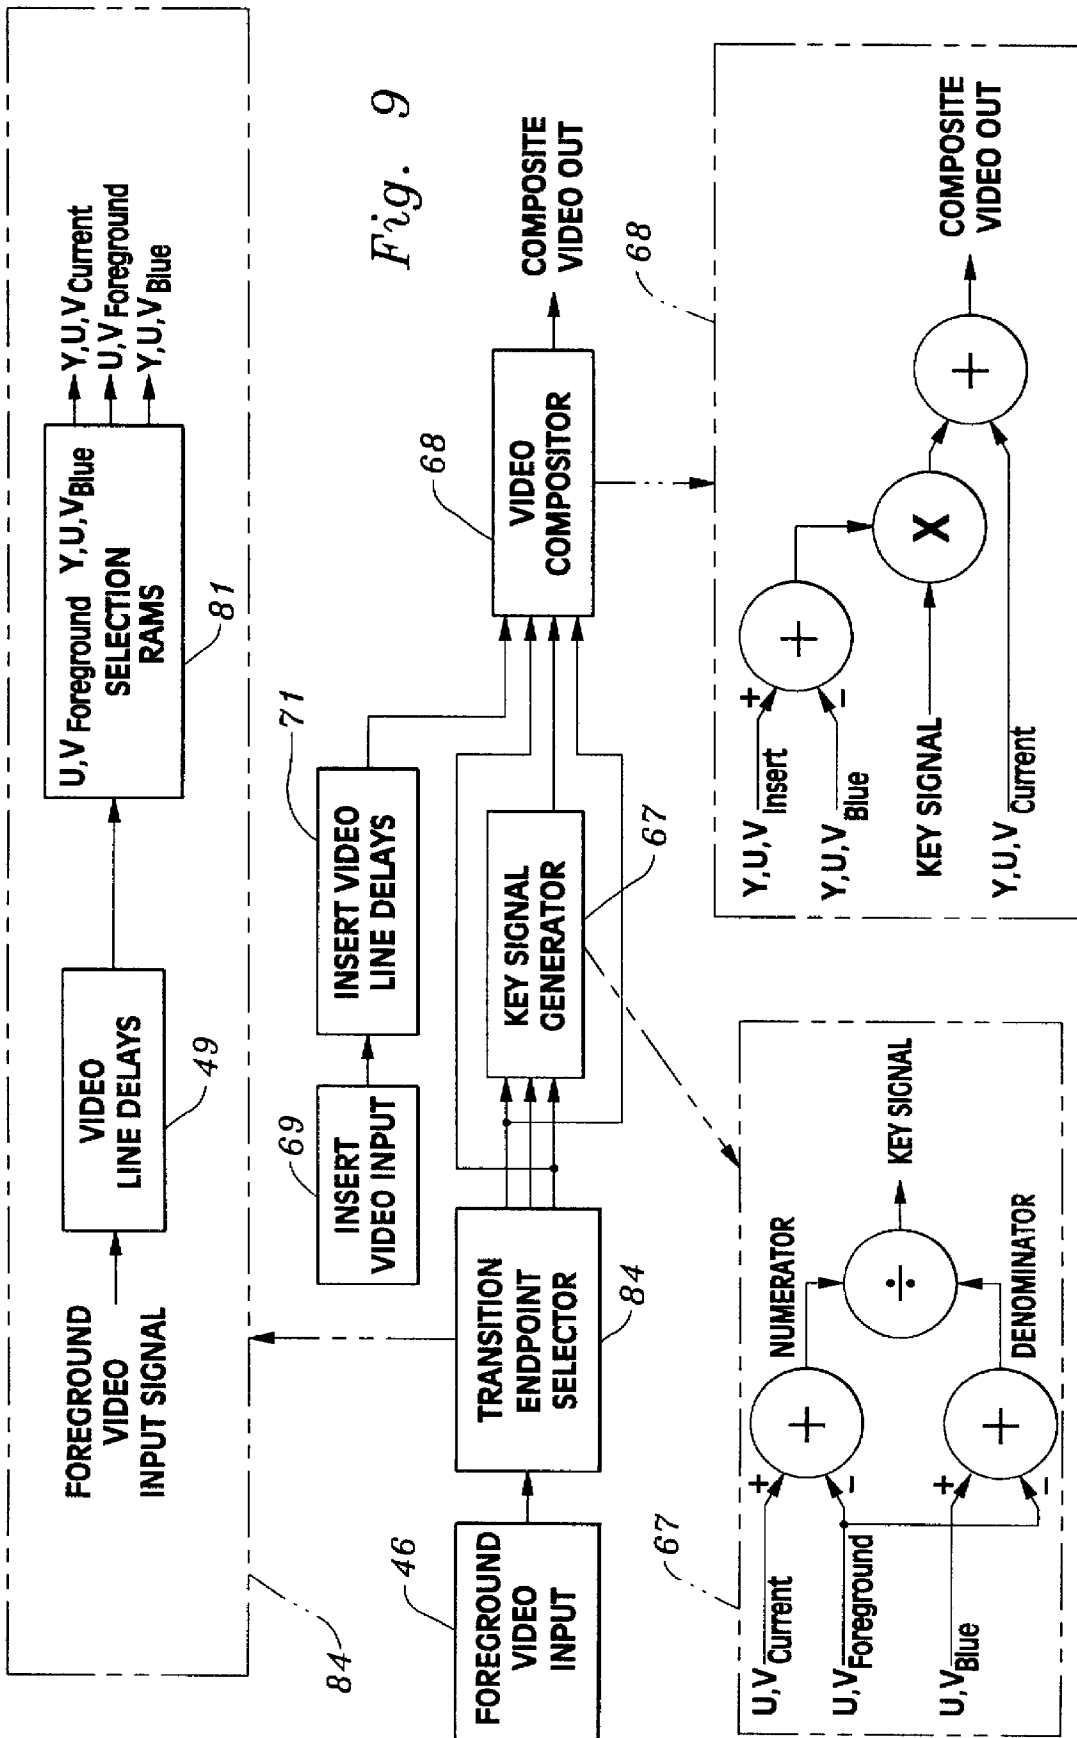 FOREGROUND
VIDEO
INPUT SIGNAL
VIDEO
LINE DELAYS
49
U,V Foreground Y,U,V Blue
SELECTION
RAMS
81
Y,U,V Current
U,V Foreground
Y,U,V Blue
84
Fig. 9
INSERT
VIDEO INPUT
69
INSERT VIDEO
LINE DELAYS
71
FOREGROUND
VIDEO
INPUT
46
TRANSITION
ENDPOINT
SELECTOR
84
KEY SIGNAL
GENERATOR
67
VIDEO
COMPOSITOR
68
COMPOSITE
VIDEO OUT
67
U,V Current
+
U,V Foreground
-
U,V Blue
+
-
+
+
NUMERATOR
DENOMINATOR
÷
KEY SIGNAL
68
Y,U,V Insert
+
Y,U,V Blue
-
+
KEY SIGNAL
X
Y,U,V Current
+
COMPOSITE
VIDEO OUT